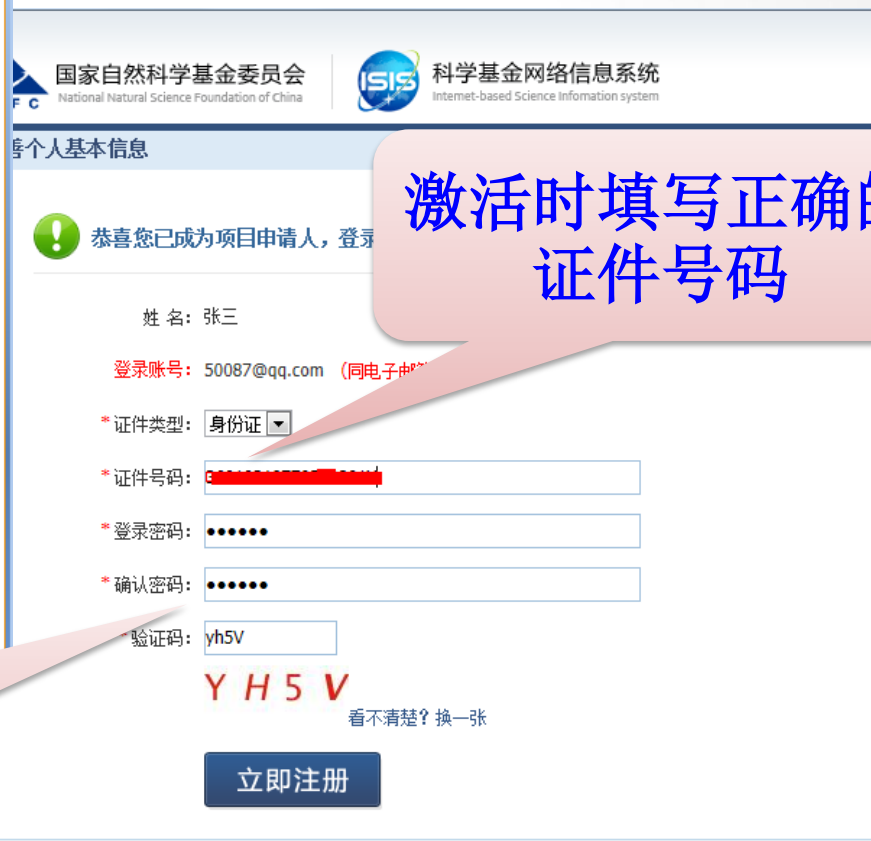 国家自然科学基金委员会
National Natural Science Foundation of China
ISIS
科学基金网络信息系统
Internet-based Science Infomation system
F C
善个人基本信息
激活时填写正确的
证件号码
恭喜您已成为项目申请人，登录
姓 名： 张三
登录账号： 50087@qq.com （同电子邮
*证件类型： 身份证
*证件号码：
*登录密码： ●●●●●●
*确认密码： ●●●●●●
*验证码： yh5V
Y H 5 V
看不清楚？换一张
立即注册